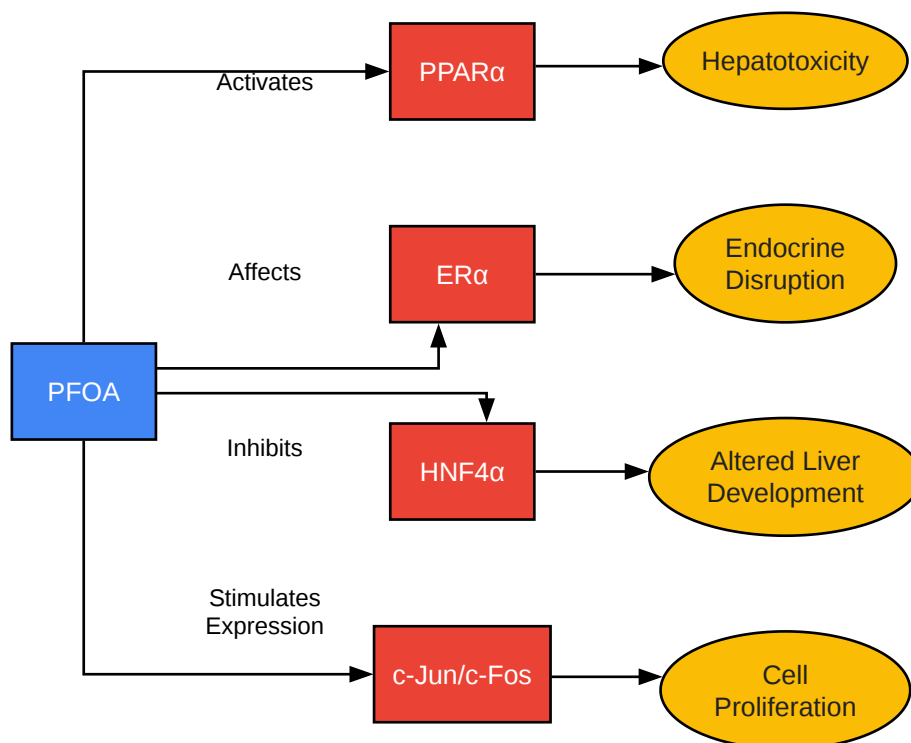 Activates
PPARα
Hepatotoxicity
Affects
ERα
Endocrine
Disruption
PFOA
Inhibits
HNF4α
Altered Liver
Development
Stimulates
Expression
c-Jun/c-Fos
Cell
Proliferation